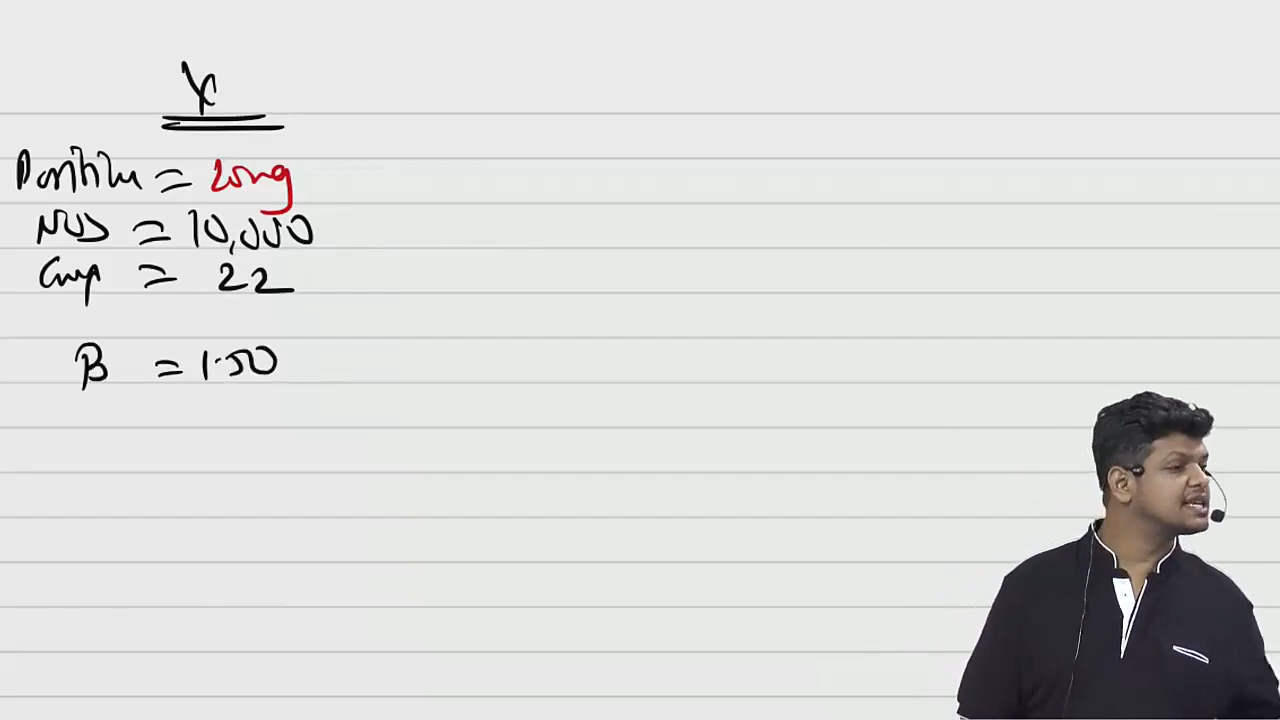 X
Position = Long
NOS = 10,000
Cmp = 22
β = 1.50